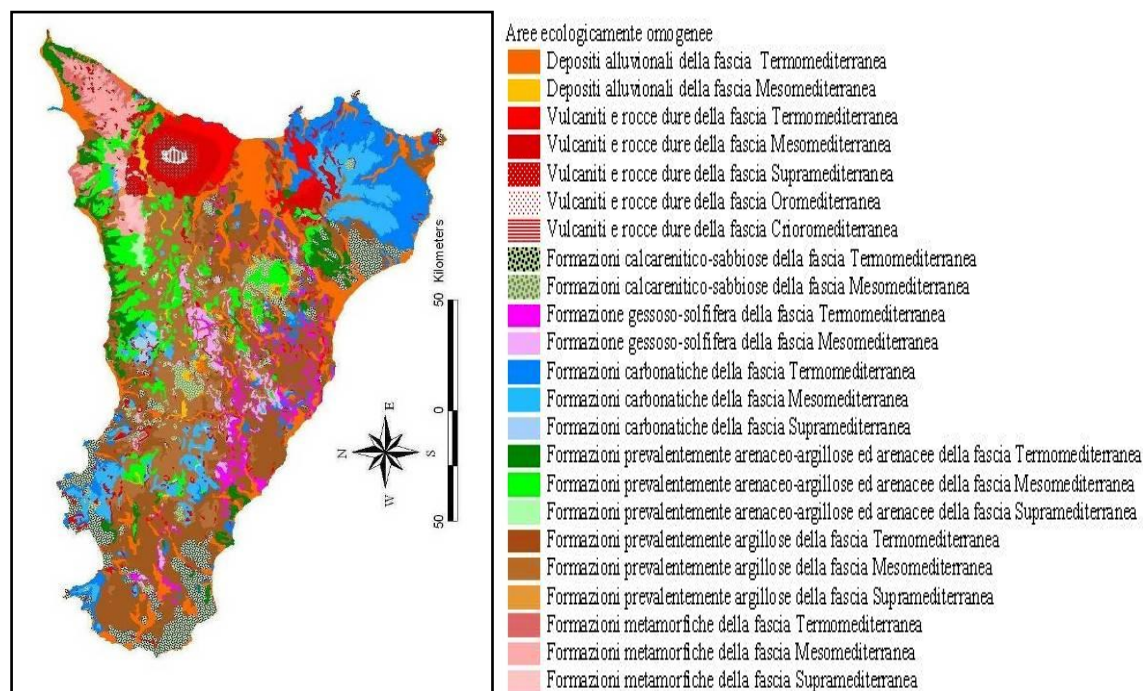 50 0 50 Kilometers
N
E
S
W
Aree ecologicamente omogenee
Depositi alluvionali della fascia Termomediterranea
Depositi alluvionali della fascia Mesomediterranea
Vulcaniti e rocce dure della fascia Termomediterranea
Vulcaniti e rocce dure della fascia Mesomediterranea
Vulcaniti e rocce dure della fascia Supramediterranea
Vulcaniti e rocce dure della fascia Oromediterranea
Vulcaniti e rocce dure della fascia Crioromediterranea
Formazioni calcarenitico-sabbiose della fascia Termomediterranea
Formazioni calcarenitico-sabbiose della fascia Mesomediterranea
Formazione gessoso-solfifera della fascia Termomediterranea
Formazione gessoso-solfifera della fascia Mesomediterranea
Formazioni carbonatiche della fascia Termomediterranea
Formazioni carbonatiche della fascia Mesomediterranea
Formazioni carbonatiche della fascia Supramediterranea
Formazioni prevalentemente arenaceo-argillose ed arenacee della fascia Termomediterranea
Formazioni prevalentemente arenaceo-argillose ed arenacee della fascia Mesomediterranea
Formazioni prevalentemente arenaceo-argillose ed arenacee della fascia Supramediterranea
Formazioni prevalentemente argillose della fascia Termomediterranea
Formazioni prevalentemente argillose della fascia Mesomediterranea
Formazioni prevalentemente argillose della fascia Supramediterranea
Formazioni metamorfiche della fascia Termomediterranea
Formazioni metamorfiche della fascia Mesomediterranea
Formazioni metamorfiche della fascia Supramediterranea